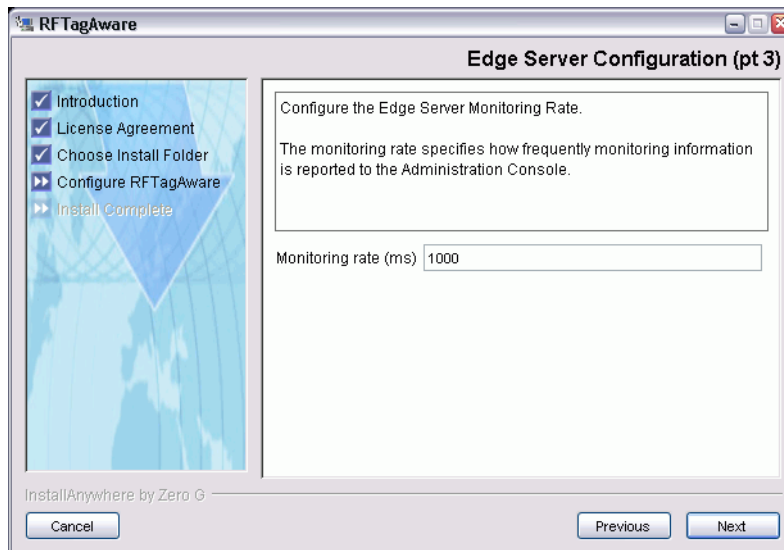 RFTagAware
Edge Server Configuration (pt 3)
Introduction
License Agreement
Choose Install Folder
Configure RFTagAware
Install Complete
Configure the Edge Server Monitoring Rate.
The monitoring rate specifies how frequently monitoring information
is reported to the Administration Console.
Monitoring rate (ms) 1000
InstallAnywhere by Zero G
Cancel
Previous
Next